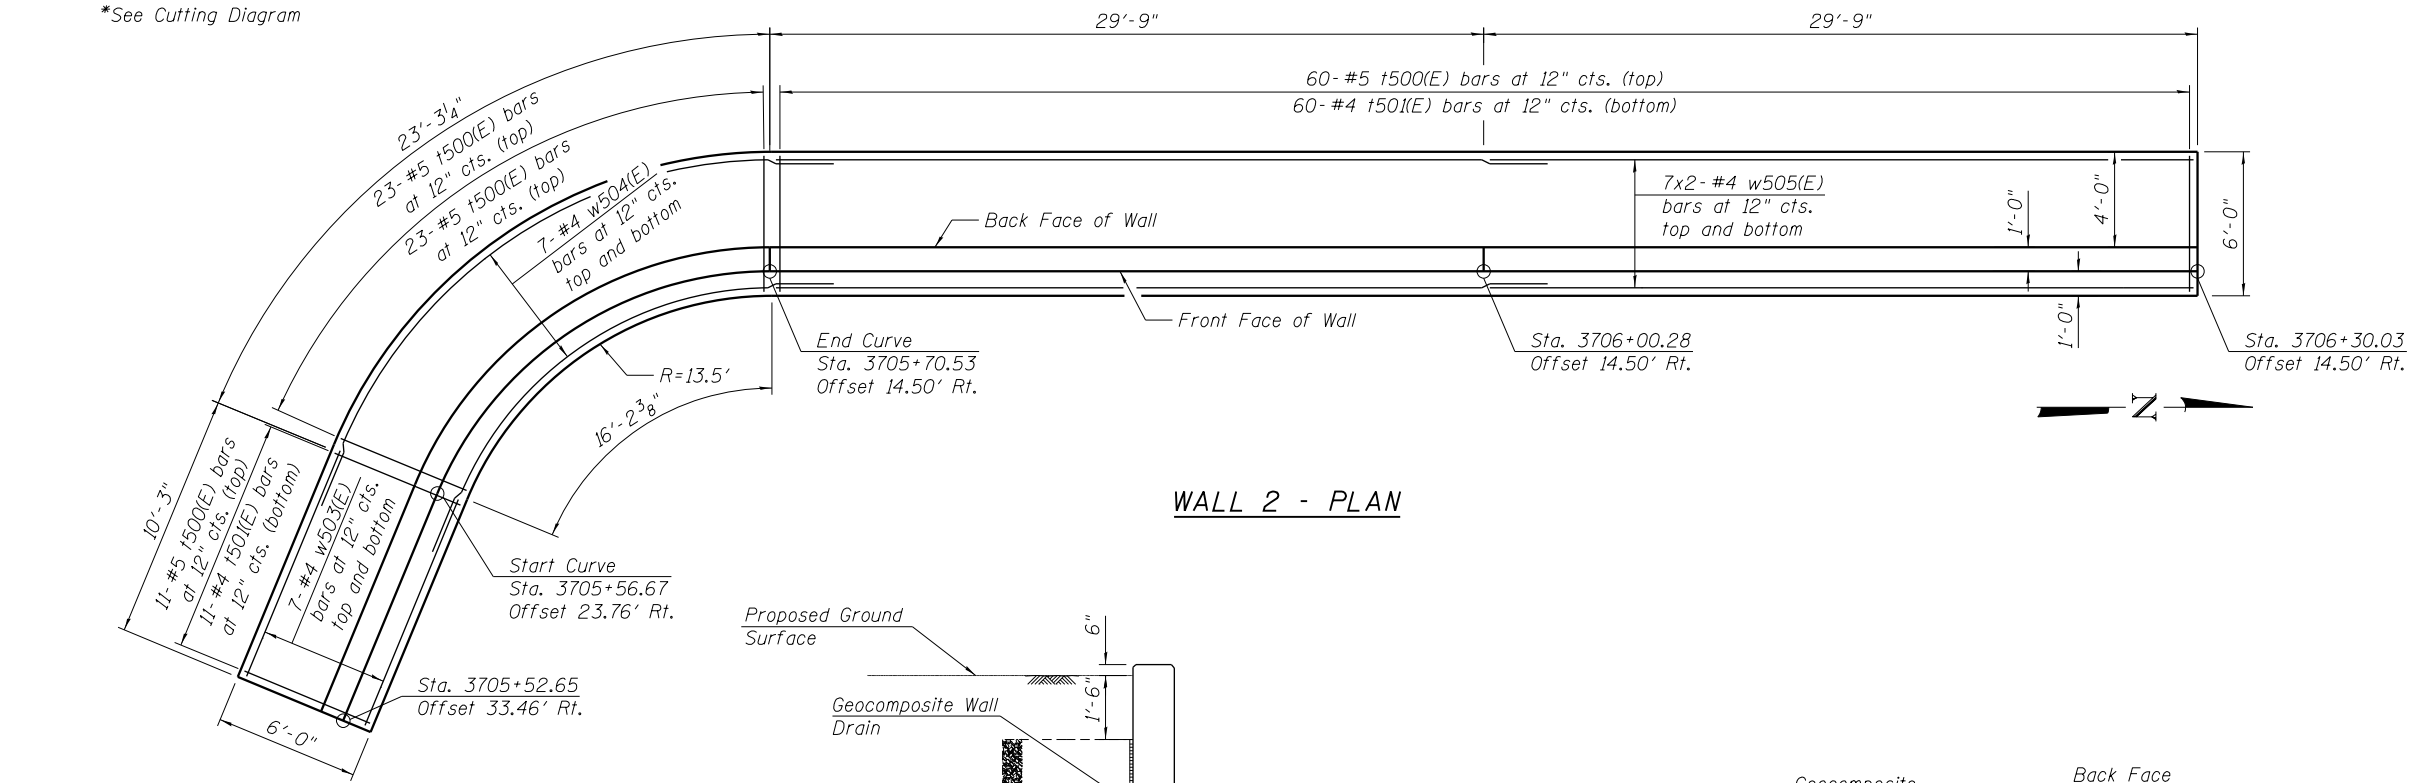 *See Cutting Diagram
29'-9"
29'-9"
60-#5 t500(E) bars at 12" cts. (top)
60-#4 t501(E) bars at 12" cts. (bottom)
23'-3¼"
23-#5 t500(E) bars
at 12" cts. (top)
23-#5 t500(E) bars
at 12" cts. (top)
7-#4 w504(E)
bars at 12" cts.
top and bottom
7x2-#4 w505(E)
bars at 12" cts.
top and bottom
1'-0"
4'-0"
6'-0"
1'-0"
Back Face of Wall
Front Face of Wall
End Curve
Sta. 3705+70.53
Offset 14.50' Rt.
Sta. 3706+00.28
Offset 14.50' Rt.
Sta. 3706+30.03
Offset 14.50' Rt.
R=13.5'
16'-2⅜"
N
10'-3"
11-#5 t500(E) bars
at 12" cts. (top)
11-#4 t501(E) bars
at 12" cts. (bottom)
7-#4 w503(E)
bars at 12" cts.
top and bottom
WALL 2 - PLAN
Start Curve
Sta. 3705+56.67
Offset 23.76' Rt.
Sta. 3705+52.65
Offset 33.46' Rt.
6'-0"
Proposed Ground
Surface
6"
1'-6"
Geocomposite Wall
Drain
Geocomposite
Back Face